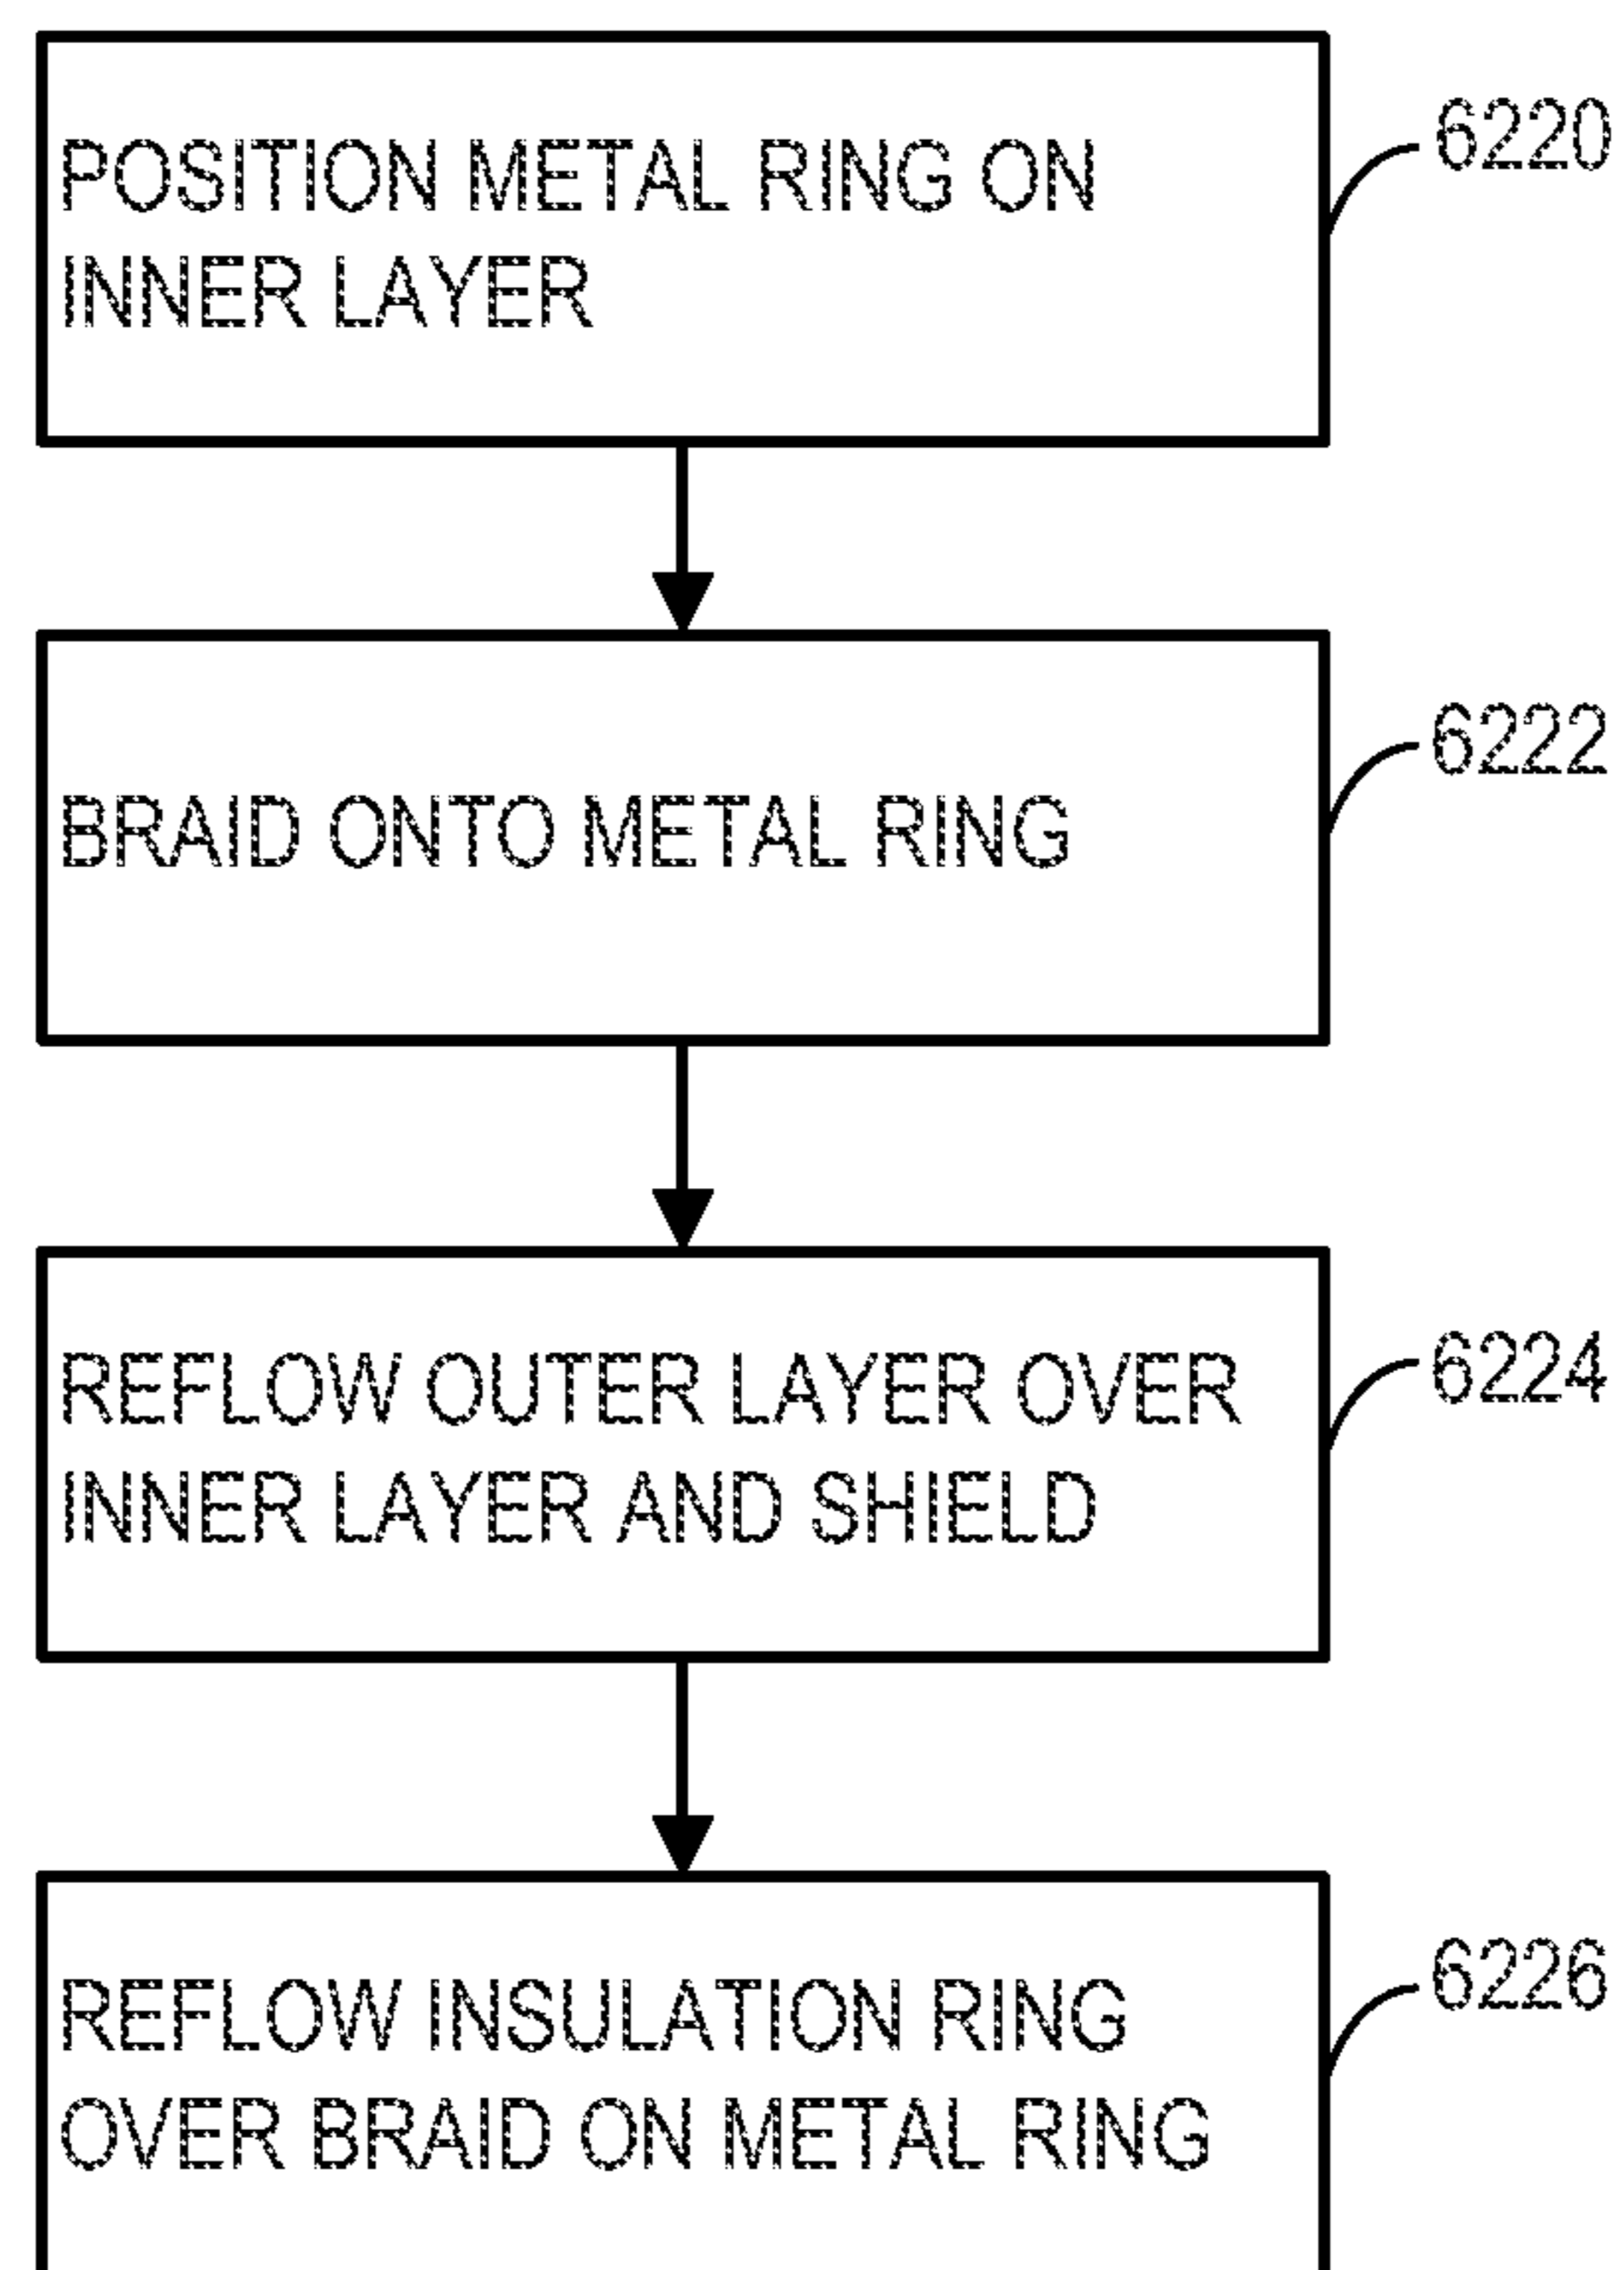 POSITION METAL RING ON
INNER LAYER
6220
BRAID ONTO METAL RING
6222
REFLOW OUTER LAYER OVER
INNER LAYER AND SHIELD
6224
REFLOW INSULATION RING
OVER BRAID ON METAL RING
6226